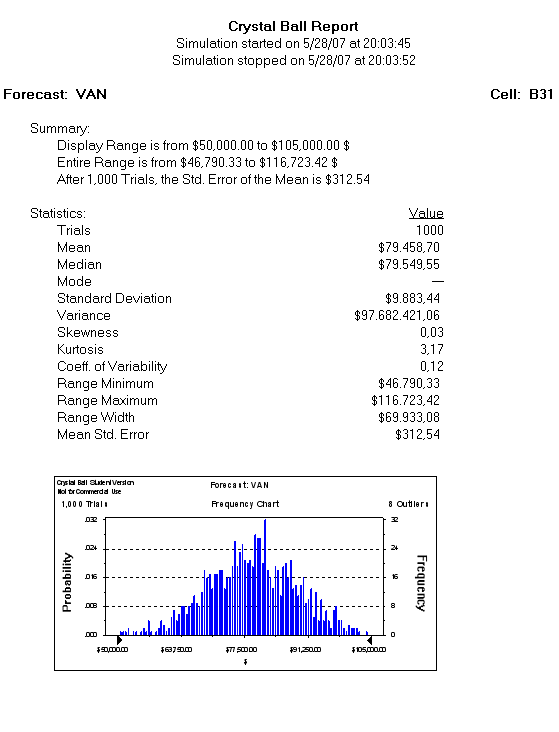 Crystal Ball Report
Simulation started on 5/28/07 at 20:03:45
Simulation stopped on 5/28/07 at 20:03:52
Forecast: VAN Cell: B31
Summary:
Display Range is from $50,000.00 to $105,000.00 $
Entire Range is from $46,790.33 to $116,723.42 $
After 1,000 Trials, the Std. Error of the Mean is $312.54
Statistics: Value
Trials 1000
Mean $79.458,70
Median $79.549,55
Mode —
Standard Deviation $9.883,44
Variance $97.682.421,06
Skewness 0,03
Kurtosis 3,17
Coeff. of Variability 0,12
Range Minimum $46.790,33
Range Maximum $116.723,42
Range Width $69.933,08
Mean Std. Error $312,54
Crystal Ball Student Version
Not for Commercial Use
Forecast: VAN
1,000 Trials Frequency Chart 8 Outliers
.032 32
.024 24
.016 16
.008 8
.000 0
Probability
Frequency
$50,000.00 $63,750.00 $77,500.00 $91,250.00 $105,000.00
$